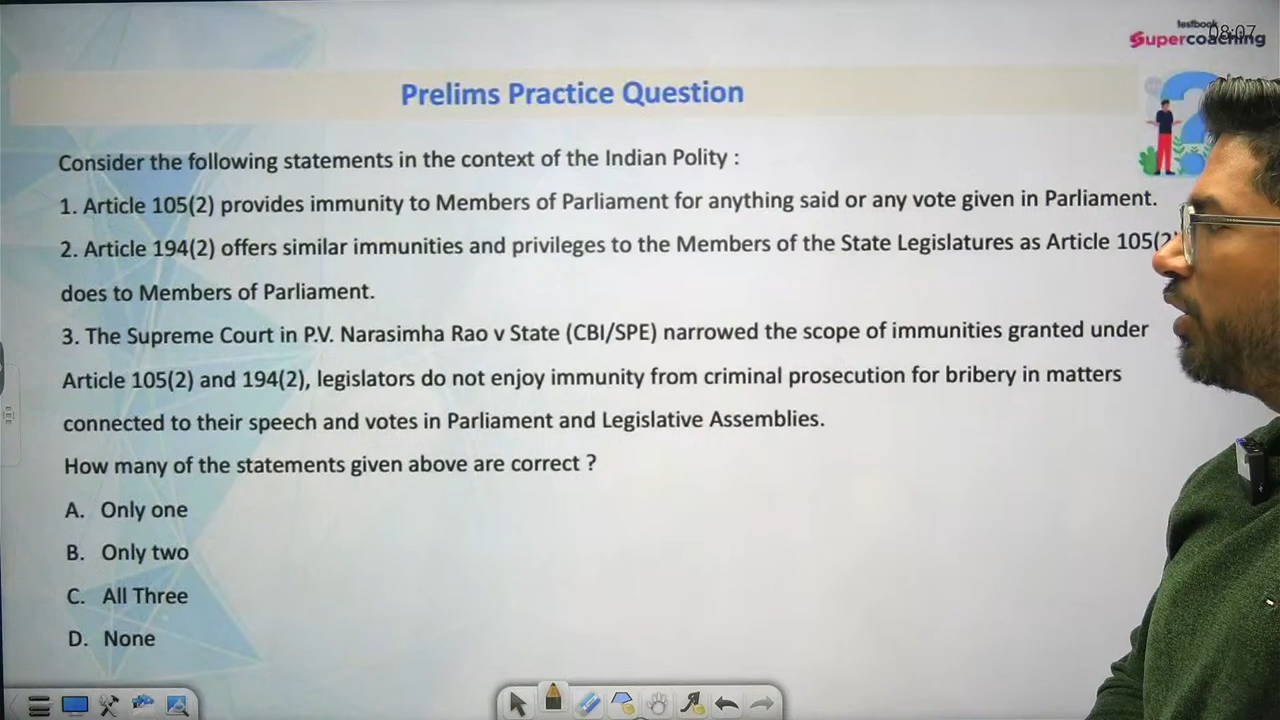 testbook
Supercoaching
08:07
Prelims Practice Question
Consider the following statements in the context of the Indian Polity :
1. Article 105(2) provides immunity to Members of Parliament for anything said or any vote given in Parliament.
2. Article 194(2) offers similar immunities and privileges to the Members of the State Legislatures as Article 105(2)
does to Members of Parliament.
3. The Supreme Court in P.V. Narasimha Rao v State (CBI/SPE) narrowed the scope of immunities granted under
Article 105(2) and 194(2), legislators do not enjoy immunity from criminal prosecution for bribery in matters
connected to their speech and votes in Parliament and Legislative Assemblies.
How many of the statements given above are correct ?
A. Only one
B. Only two
C. All Three
D. None